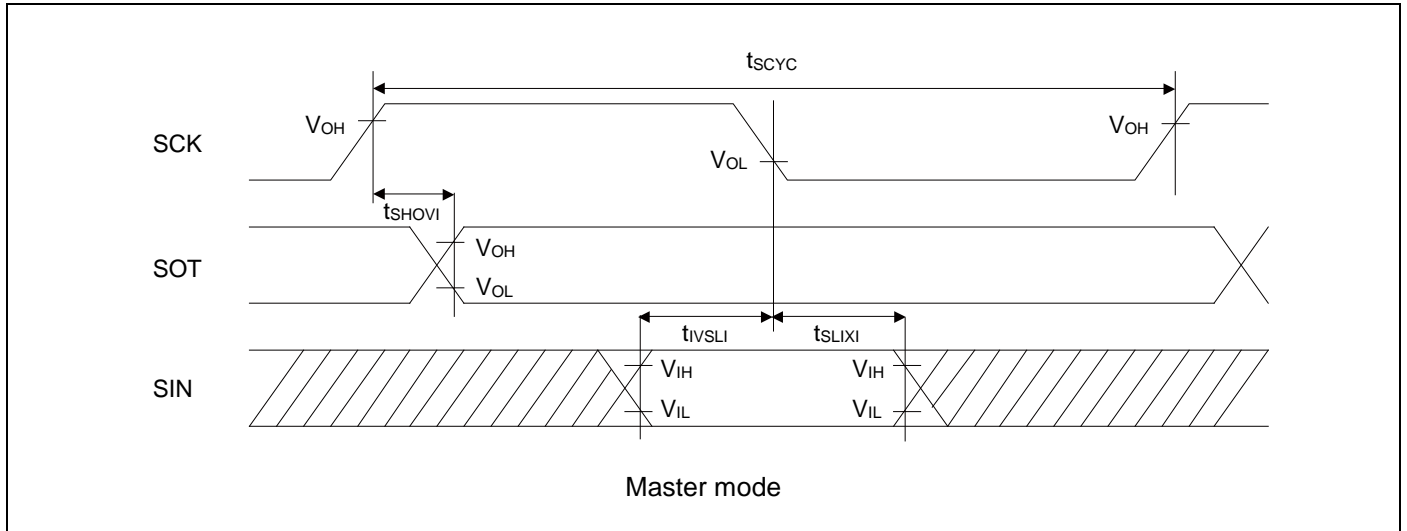 tSCYC
SCK
VOH
VOL
VOH
tSHOVI
SOT
VOH
VOL
tIVSLI
tSLIXI
SIN
VIH
VIH
VIL
VIL
Master mode